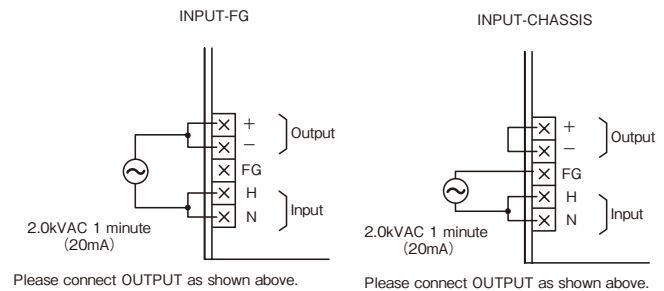 INPUT-FG
+
−
FG
H
N
Output
Input
2.0kVAC 1 minute
(20mA)
Please connect OUTPUT as shown above.
INPUT-CHASSIS
+
−
FG
H
N
Output
Input
2.0kVAC 1 minute
(20mA)
Please connect OUTPUT as shown above.